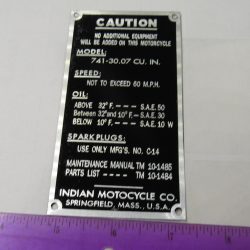 CAUTION
NO ADDITIONAL EQUIPMENT
WILL BE ADDED ON THIS MOTORCYCLE
MODEL:
741-30.07 CU. IN.
SPEED:
NOT TO EXCEED 60 M.P.H.
OIL:
ABOVE 32° F. --- S.A.E. 50
Between 32° and 10° F. - S.A.E. 30
BELOW 10° F. -- S.A.E. 10 W
SPARK PLUGS:
USE ONLY MFG'S. NO. C-14
MAINTENANCE MANUAL TM 10-1485
PARTS LIST ---- TM 10-1484
INDIAN MOTOCYCLE CO.
SPRINGFIELD, MASS., U.S.A.